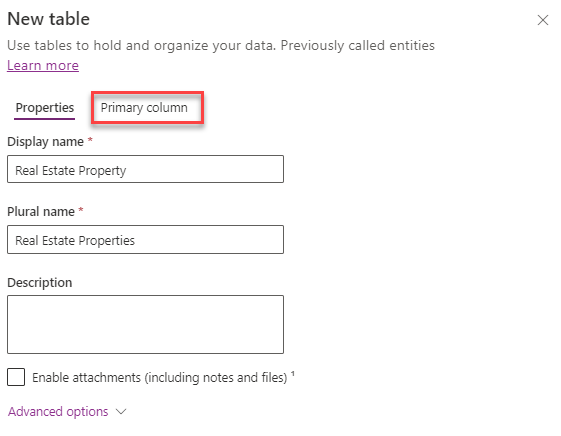 New table
Use tables to hold and organize your data. Previously called entities
Learn more
Properties Primary column
Display name *
Real Estate Property
Plural name *
Real Estate Properties
Description
Enable attachments (including notes and files) ¹
Advanced options